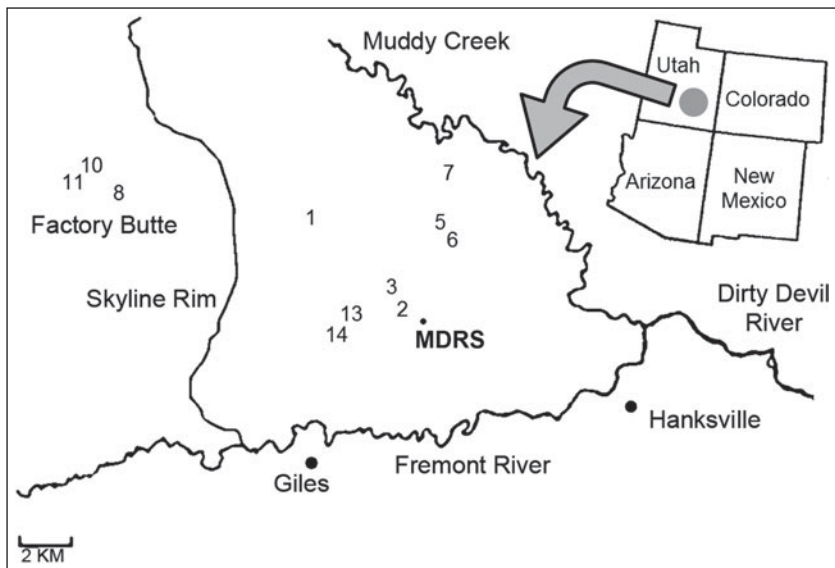 Muddy Creek
Utah
Colorado
Arizona
New
Mexico
10
11
8
7
Factory Butte
1
5
6
Skyline Rim
3
2
13
14
MDRS
Dirty Devil
River
Hanksville
Fremont River
Giles
2 KM